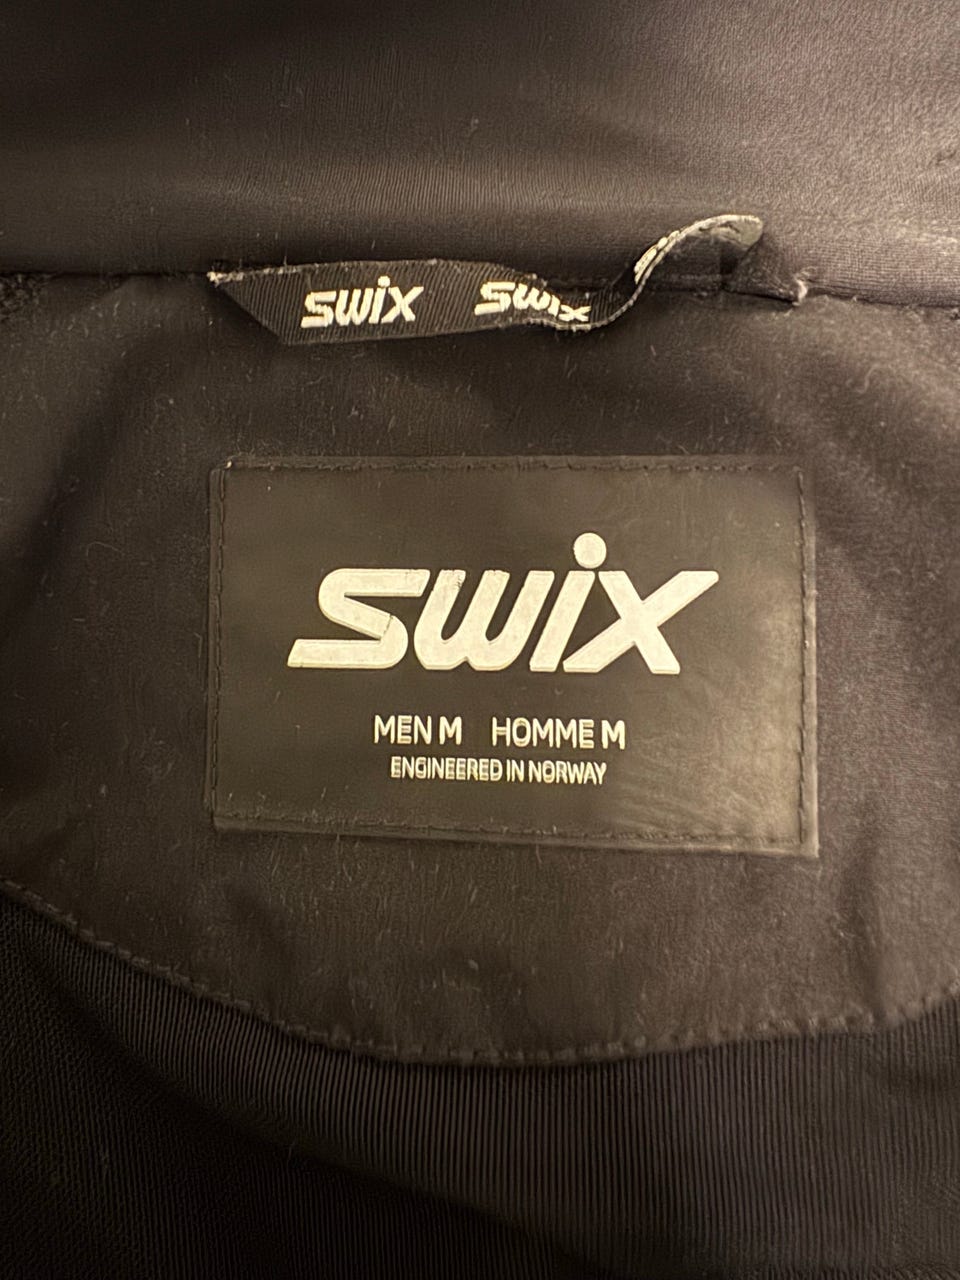 SWiX SWiX
SWiX
MEN M HOMME M
ENGINEERED IN NORWAY